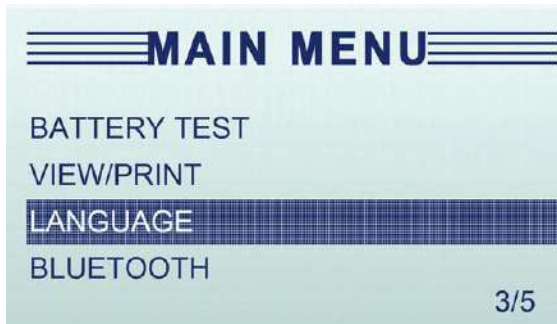 MAIN MENU
BATTERY TEST
VIEW/PRINT
LANGUAGE
BLUETOOTH
3/5